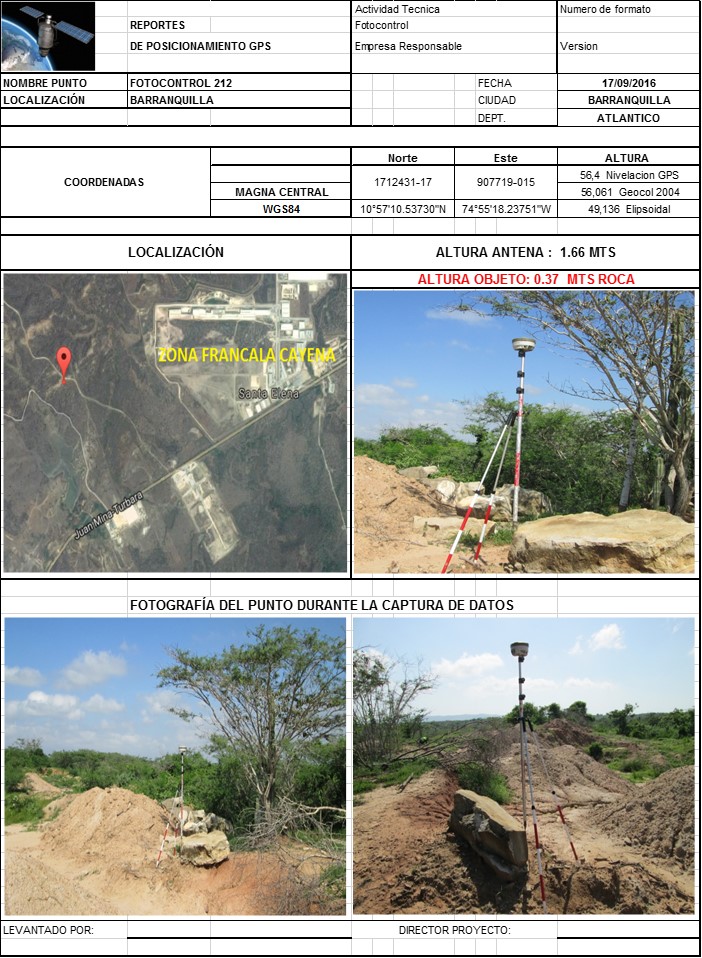 Actividad Tecnica
Numero de formato
REPORTES
Fotocontrol
DE POSICIONAMIENTO GPS
Empresa Responsable
Version
NOMBRE PUNTO
FOTOCONTROL 212
FECHA
17/09/2016
LOCALIZACIÓN
BARRANQUILLA
CIUDAD
BARRANQUILLA
DEPT.
ATLANTICO
COORDENADAS
Norte
Este
ALTURA
MAGNA CENTRAL
1712431-17
907719-015
56,4 Nivelacion GPS
56,061 Geocol 2004
WGS84
10°57'10.53730"N
74°55'18.23751"W
49,136 Elipsoidal
LOCALIZACIÓN
ALTURA ANTENA : 1.66 MTS
ALTURA OBJETO: 0.37 MTS ROCA
ZONA FRANCALA CAYENA
Santa Elena
Juan Mina-Tubara
FOTOGRAFÍA DEL PUNTO DURANTE LA CAPTURA DE DATOS
LEVANTADO POR:
DIRECTOR PROYECTO: